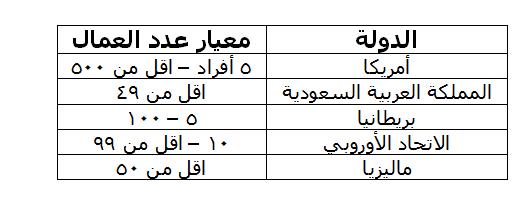 الدولة معيار عدد العمال
أمريكا ٥ أفراد – اقل من ٥٠٠
المملكة العربية السعودية اقل من ٤٩
بريطانيا ٥ – ١٠٠
الاتحاد الأوروبي ١٠ – اقل من ٩٩
ماليزيا اقل من ٥٠